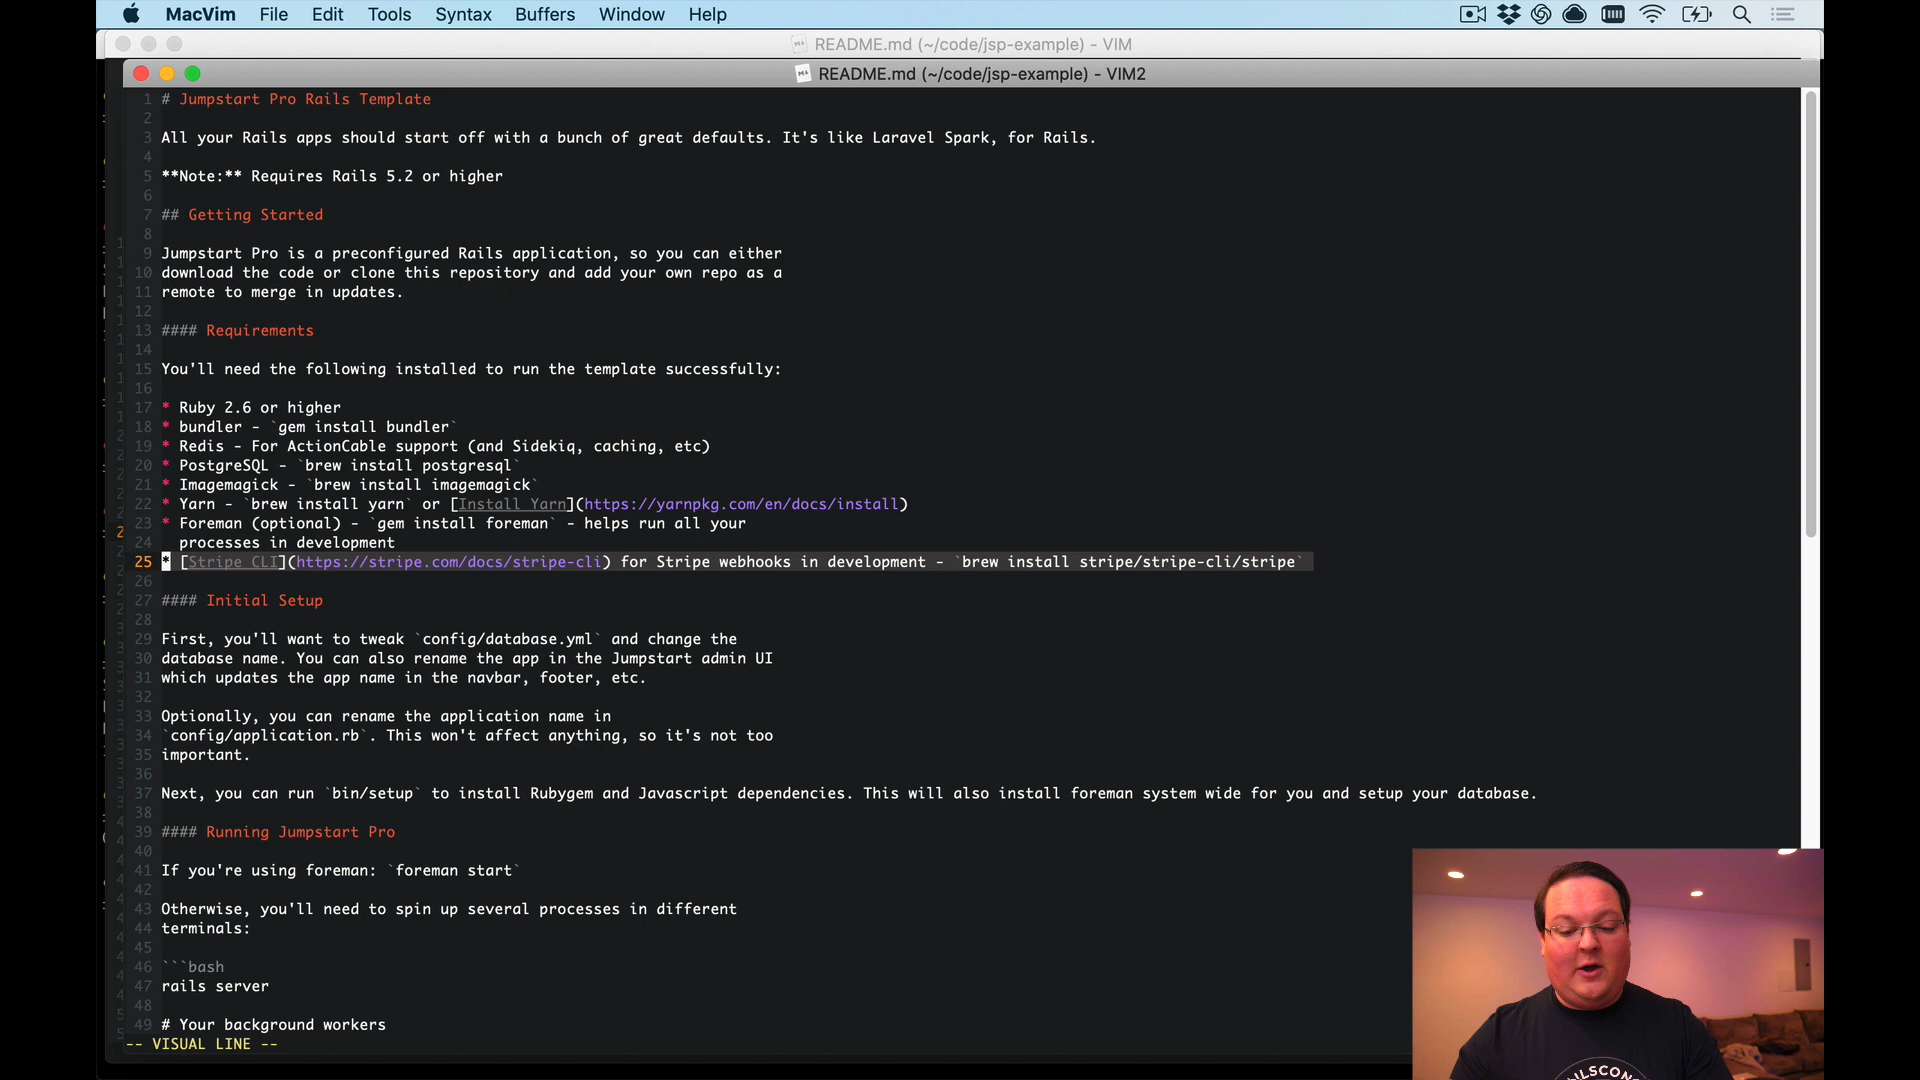 MacVim File Edit Tools Syntax Buffers Window Help
README.md (~/code/jsp-example) - VIM
README.md (~/code/jsp-example) - VIM2
1 # Jumpstart Pro Rails Template
2
3 All your Rails apps should start off with a bunch of great defaults. It's like Laravel Spark, for Rails.
4
5 **Note:** Requires Rails 5.2 or higher
6
7 ## Getting Started
8
9 Jumpstart Pro is a preconfigured Rails application, so you can either
10 download the code or clone this repository and add your own repo as a
11 remote to merge in updates.
12
13 #### Requirements
14
15 You'll need the following installed to run the template successfully:
16
17 * Ruby 2.6 or higher
18 * bundler - `gem install bundler`
19 * Redis - For ActionCable support (and Sidekiq, caching, etc)
20 * PostgreSQL - `brew install postgresql`
21 * Imagemagick - `brew install imagemagick`
22 * Yarn - `brew install yarn` or [Install Yarn](https://yarnpkg.com/en/docs/install)
23 * Foreman (optional) - `gem install foreman` - helps run all your
24 processes in development
25 * [Stripe CLI](https://stripe.com/docs/stripe-cli) for Stripe webhooks in development - `brew install stripe/stripe-cli/stripe`
26
27 #### Initial Setup
28
29 First, you'll want to tweak `config/database.yml` and change the
30 database name. You can also rename the app in the Jumpstart admin UI
31 which updates the app name in the navbar, footer, etc.
32
33 Optionally, you can rename the application name in
34 `config/application.rb`. This won't affect anything, so it's not too
35 important.
36
37 Next, you can run `bin/setup` to install Rubygem and Javascript dependencies. This will also install foreman system wide for you and setup your database.
38
39 #### Running Jumpstart Pro
40
41 If you're using foreman: `foreman start`
42
43 Otherwise, you'll need to spin up several processes in different
44 terminals:
45
46 ```bash
47 rails server
48
49 # Your background workers
-- VISUAL LINE --